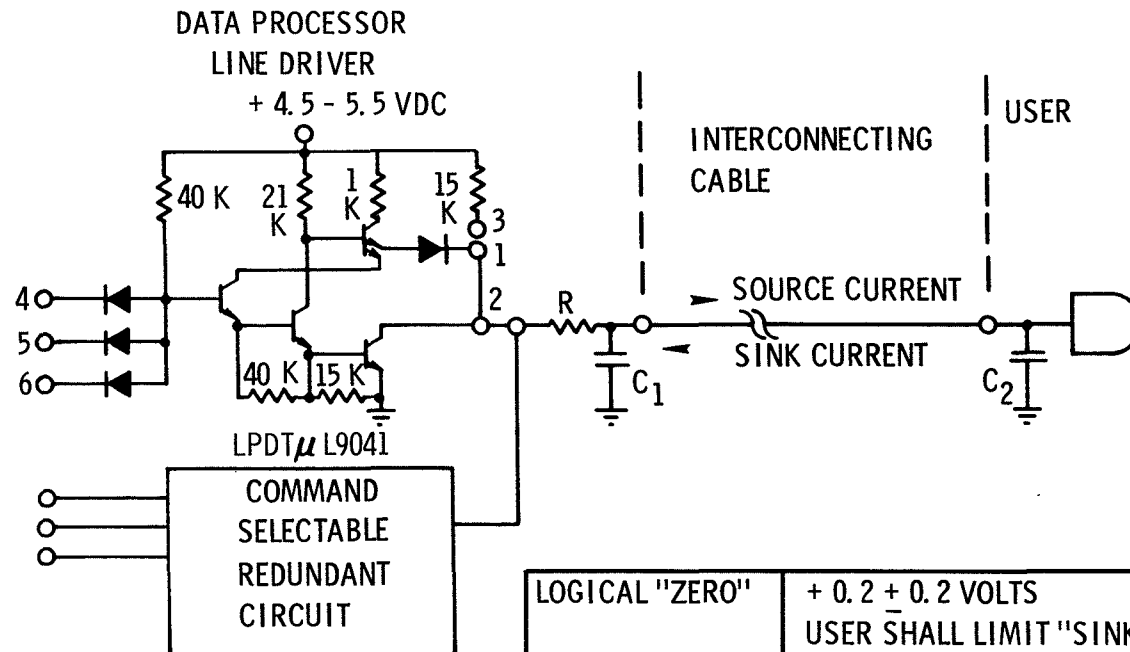 DATA PROCESSOR
LINE DRIVER
+ 4.5 - 5.5 VDC
40 K
21 K
1 K
15 K
3
1
2
4
5
6
40 K
15 K
LPDTμL9041
COMMAND
SELECTABLE
REDUNDANT
CIRCUIT
R
C1
INTERCONNECTING
CABLE
SOURCE CURRENT
SINK CURRENT
USER
C2
LOGICAL "ZERO"
+ 0.2 ± 0.2 VOLTS
USER SHALL LIMIT "SINK